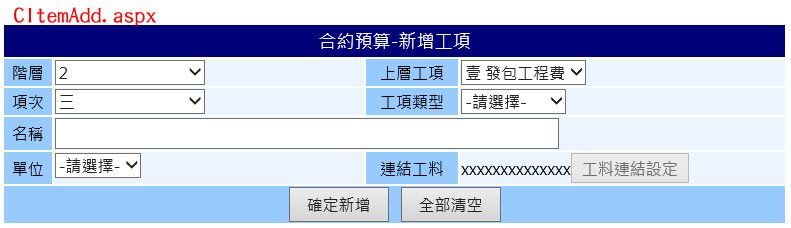 CItemAdd.aspx
合約預算-新增工項
階層 2 上層工項 壹 發包工程費
項次 三 工項類型 -請選擇-
名稱
單位 -請選擇- 連結工料 xxxxxxxxxxxxxx 工料連結設定
確定新增 全部清空